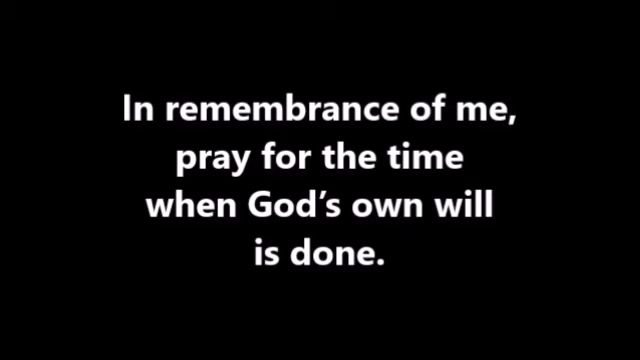 In remembrance of me,
pray for the time
when God’s own will
is done.